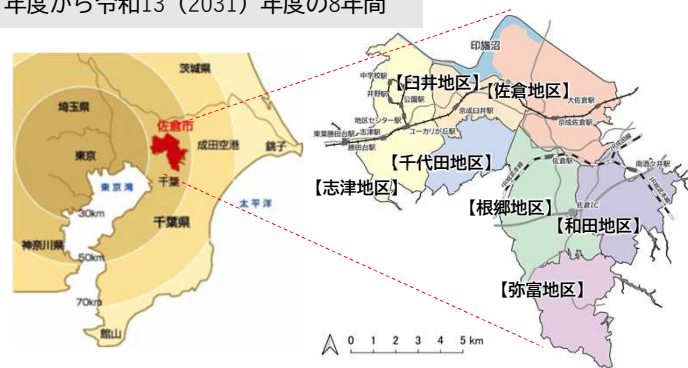 年度から令和13（2031）年度の8年間
茨城県
埼玉県
佐倉市
東京
成田空港
銚子
東京湾
千葉
太平洋
30km
千葉県
神奈川県
50km
70km
館山
印旛沼
中学校駅
【臼井地区】
【佐倉地区】
井野駅
公園駅
大佐倉駅
地区センター駅
京成臼井駅
京成佐倉駅
東葉勝田台駅
志津駅
ユーカリが丘駅
勝田台駅
【千代田地区】
佐倉駅
南酒々井駅
【志津地区】
【根郷地区】
佐倉IC
【和田地区】
【弥富地区】
0 1 2 3 4 5 km